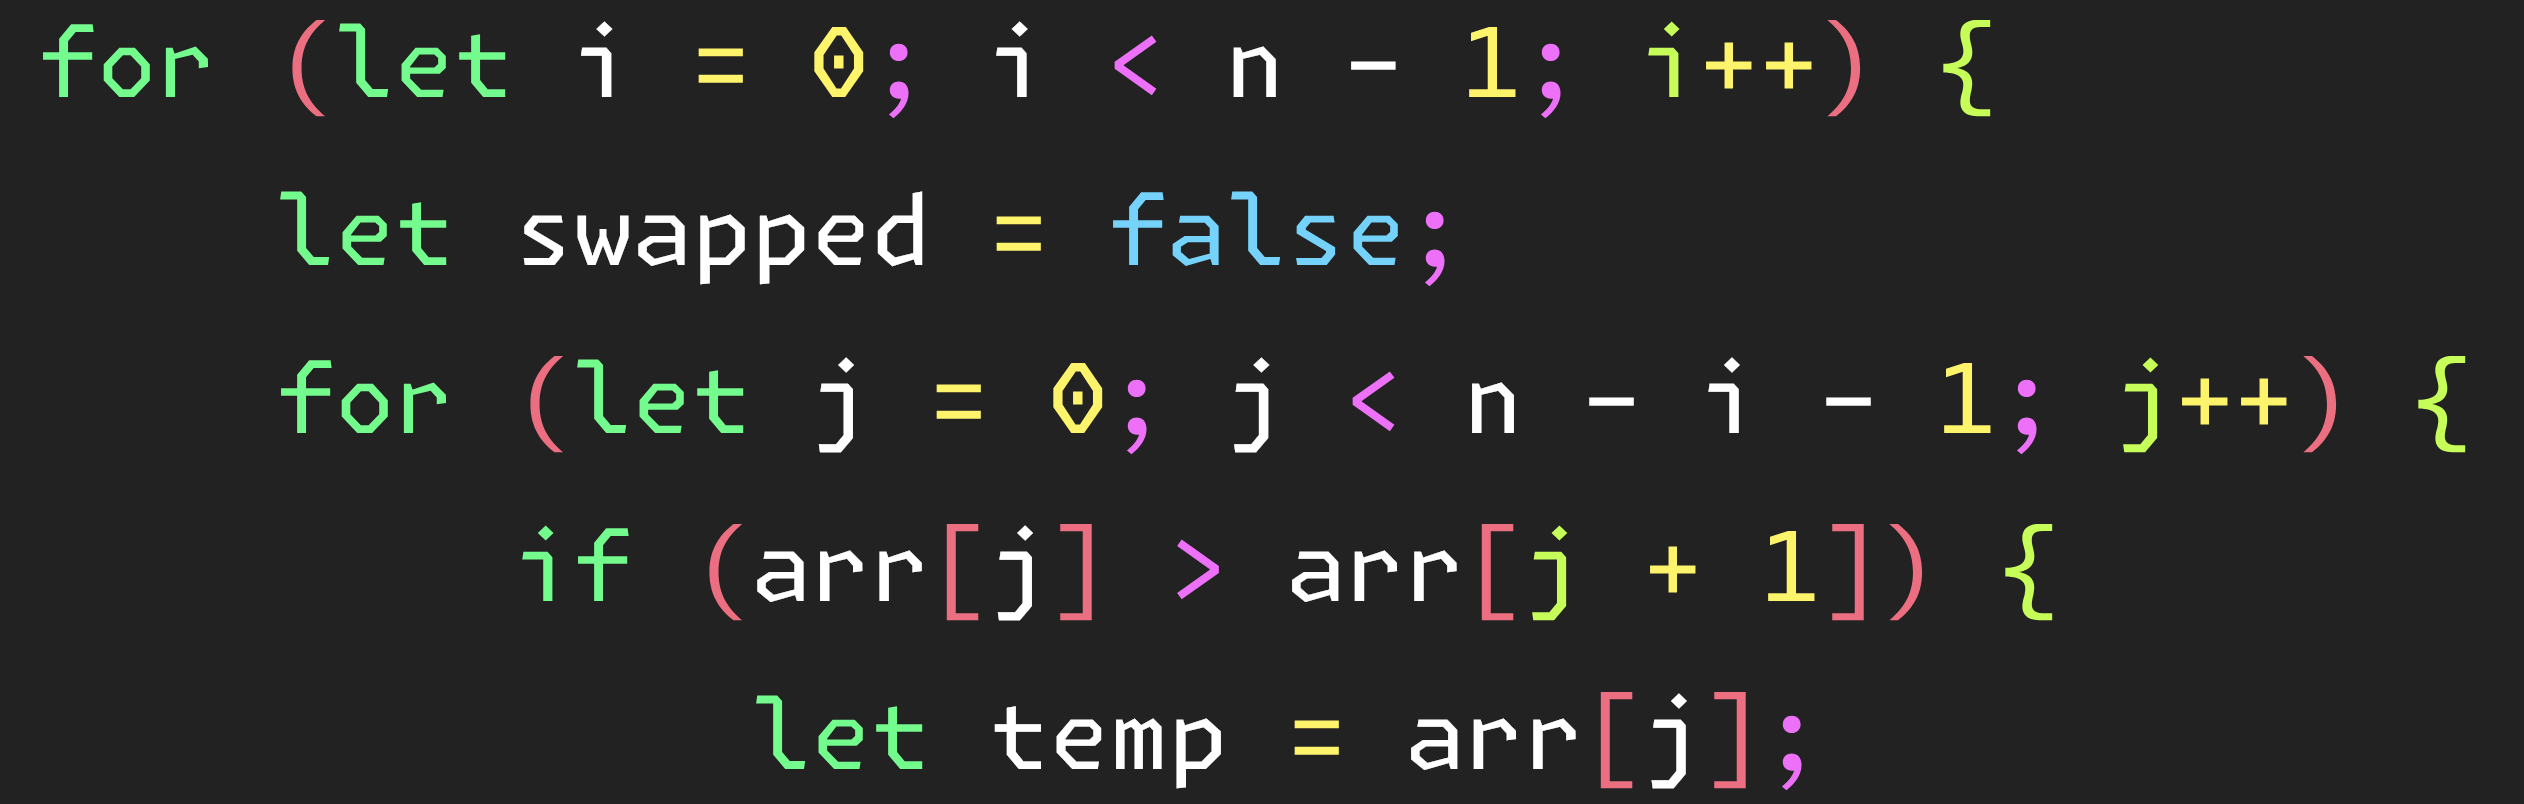 for (let i = 0; i < n - 1; i++) {
    let swapped = false;
    for (let j = 0; j < n - i - 1; j++) {
        if (arr[j] > arr[j + 1]) {
            let temp = arr[j];